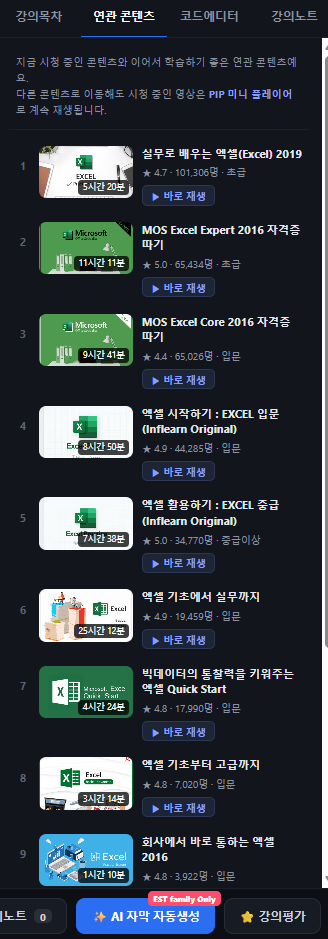 강의목차 연관 콘텐츠 코드에디터 강의노트
지금 시청 중인 콘텐츠와 이어서 학습하기 좋은 연관 콘텐츠예
요.
다른 콘텐츠로 이동해도 시청 중인 영상은 PIP 미니 플레이어
로 계속 재생됩니다.
1
EXCEL
5시간 20분
실무로 배우는 엑셀(Excel) 2019
★ 4.7 · 101,306명 · 초급
▶ 바로 재생
2
Microsoft
11시간 11분
MOS Excel Expert 2016 자격증
따기
★ 5.0 · 65,434명 · 초급
▶ 바로 재생
3
Microsoft
9시간 41분
MOS Excel Core 2016 자격증
따기
★ 4.4 · 65,026명 · 입문
▶ 바로 재생
4
8시간 50분
엑셀 시작하기 : EXCEL 입문
(Inflearn Original)
★ 4.9 · 44,285명 · 입문
▶ 바로 재생
5
7시간 38분
엑셀 활용하기 : EXCEL 중급
(Inflearn Original)
★ 5.0 · 34,770명 · 중급이상
▶ 바로 재생
6
Excel
25시간 12분
엑셀 기초에서 실무까지
★ 4.9 · 19,459명 · 입문
▶ 바로 재생
7
Microsoft Exce
Quick Start
4시간 24분
빅데이터의 통찰력을 키워주는
엑셀 Quick Start
★ 4.8 · 17,990명 · 입문
▶ 바로 재생
8
Excel
3시간 14분
엑셀 기초부터 고급까지
★ 4.8 · 7,020명 · 입문
▶ 바로 재생
9
Excel
1시간 10분
회사에서 바로 통하는 엑셀
2016
★ 4.8 · 3,922명 · 입문
EST family Only
노트 0
AI 자막 자동생성
강의평가